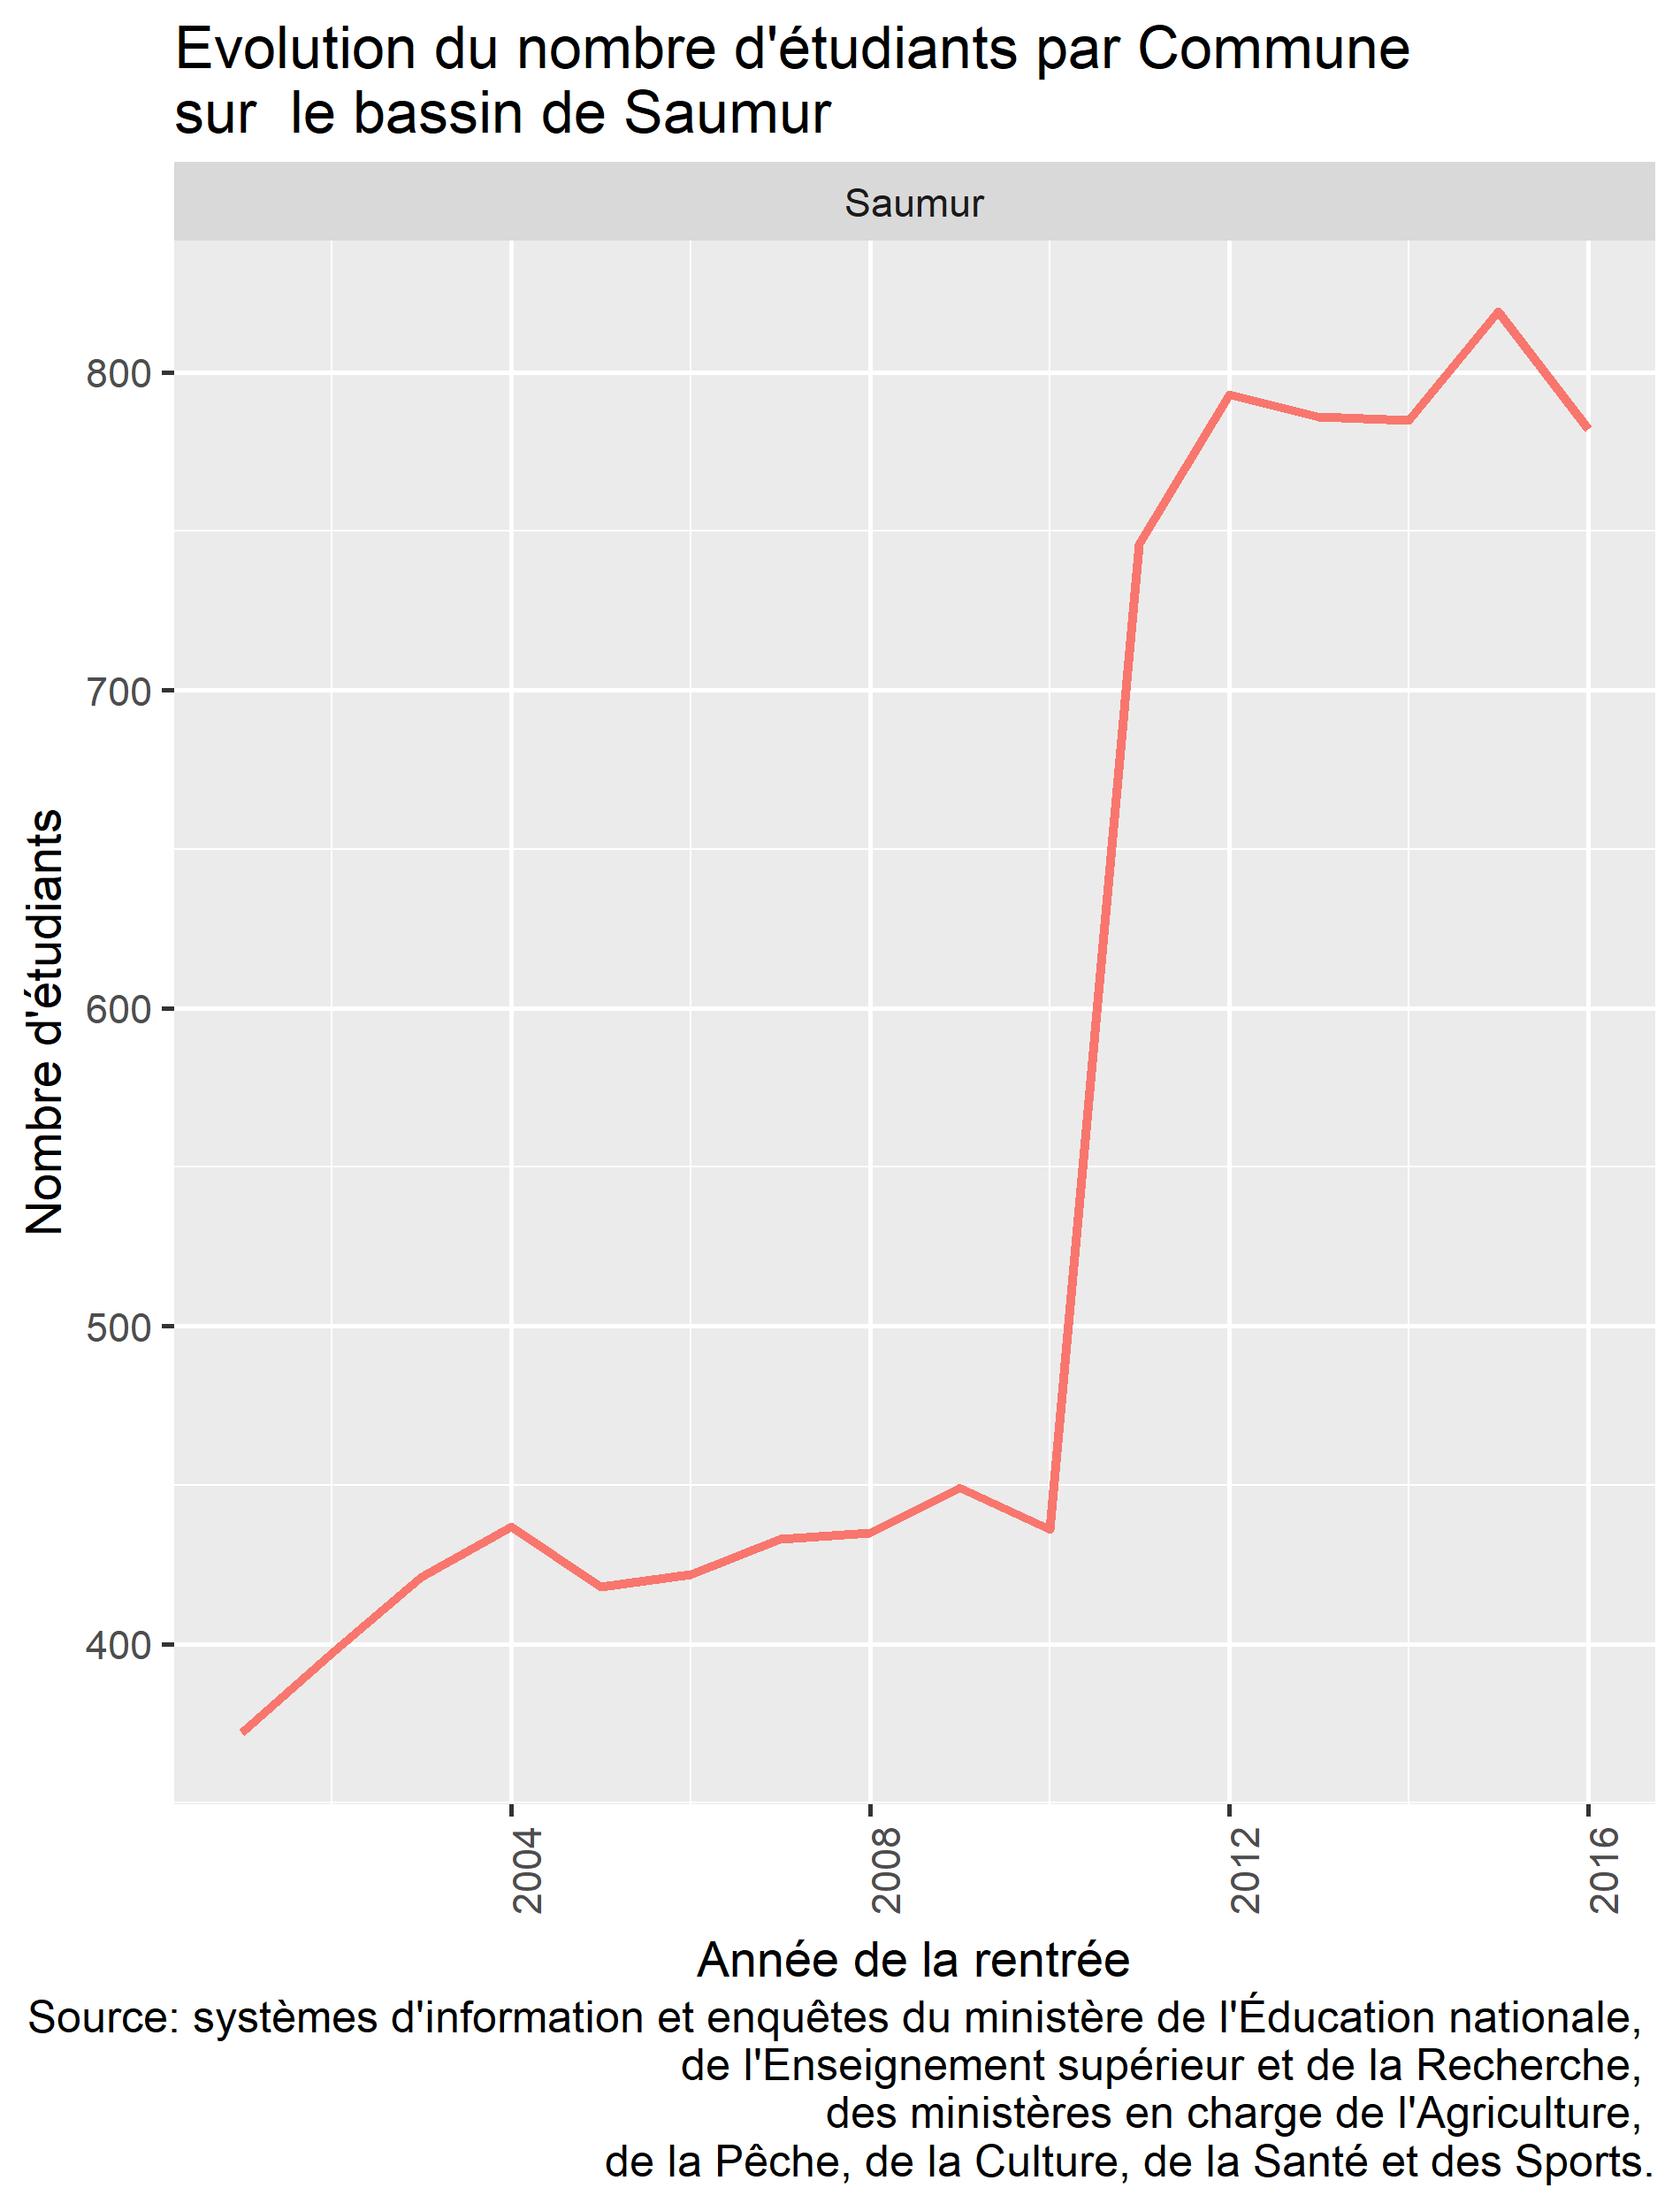 Evolution du nombre d'étudiants par Commune
sur  le bassin de Saumur
Saumur
800
700
600
500
400
Nombre d'étudiants
2004
2008
2012
2016
Année de la rentrée
Source: systèmes d'information et enquêtes du ministère de l'Éducation nationale,
de l'Enseignement supérieur et de la Recherche,
des ministères en charge de l'Agriculture,
de la Pêche, de la Culture, de la Santé et des Sports.